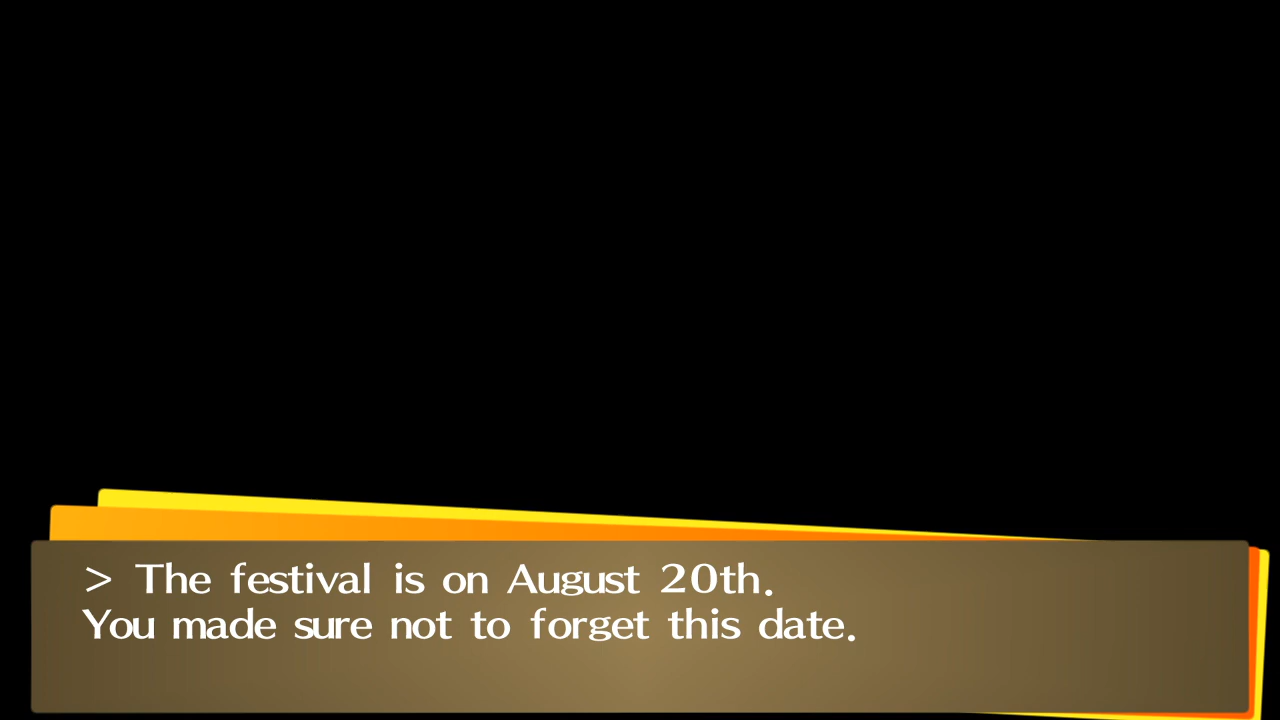 > The festival is on August 20th.
You made sure not to forget this date.